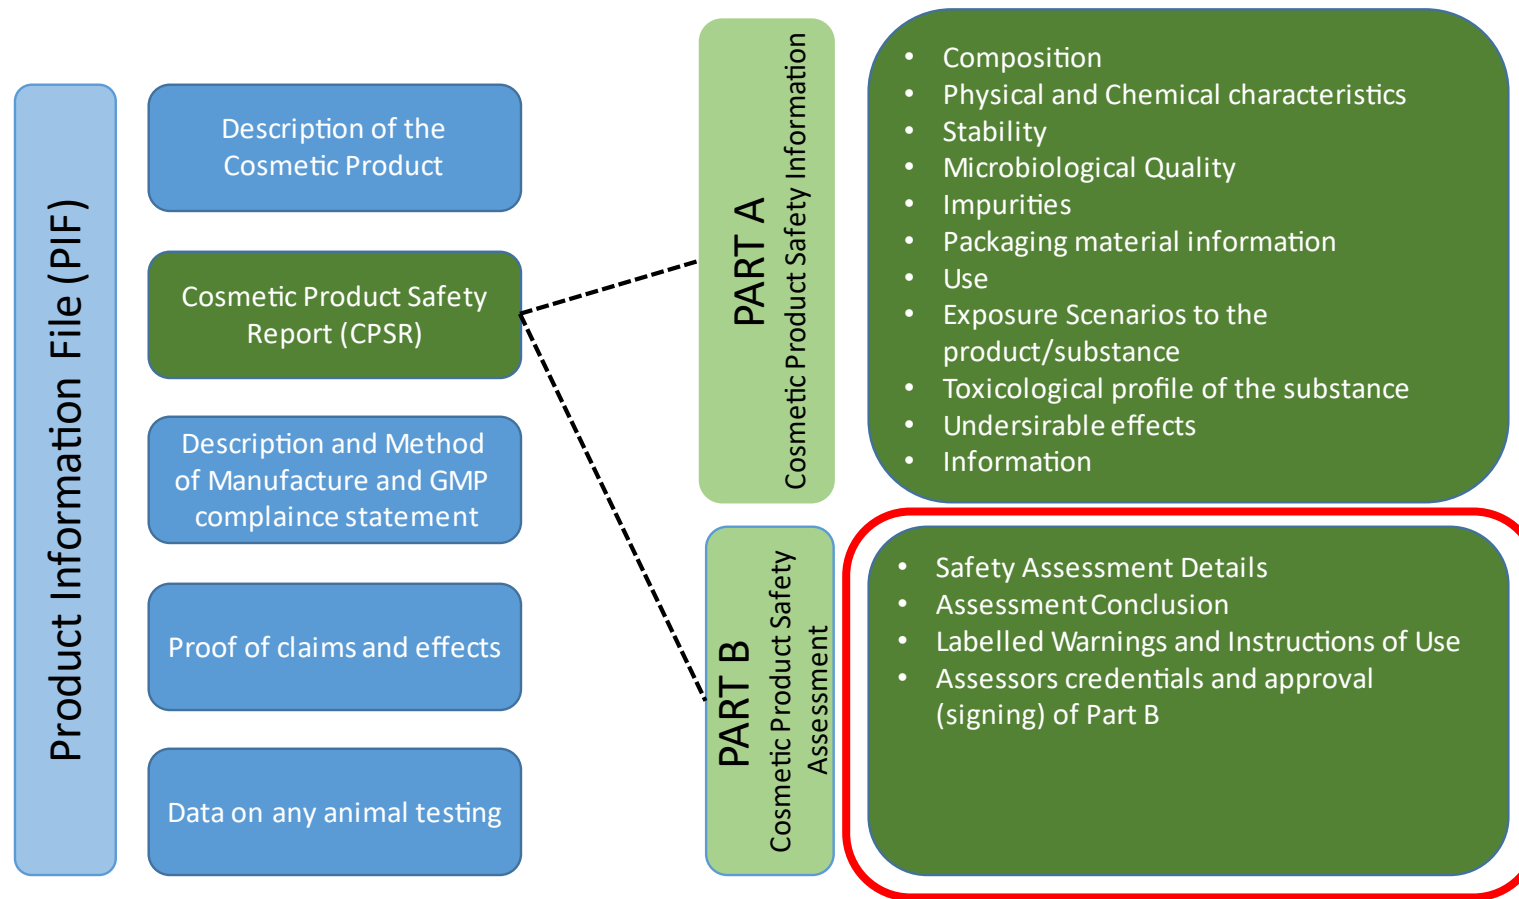 Product Information File (PIF)
Description of the
Cosmetic Product
Cosmetic Product Safety
Report (CPSR)
Description and Method
of Manufacture and GMP
complaince statement
Proof of claims and effects
Data on any animal testing
PART A
Cosmetic Product Safety Information
• Composition
• Physical and Chemical characteristics
• Stability
• Microbiological Quality
• Impurities
• Packaging material information
• Use
• Exposure Scenarios to the
product/substance
• Toxicological profile of the substance
• Undersirable effects
• Information
PART B
Cosmetic Product Safety
Assessment
• Safety Assessment Details
• Assessment Conclusion
• Labelled Warnings and Instructions of Use
• Assessors credentials and approval
(signing) of Part B